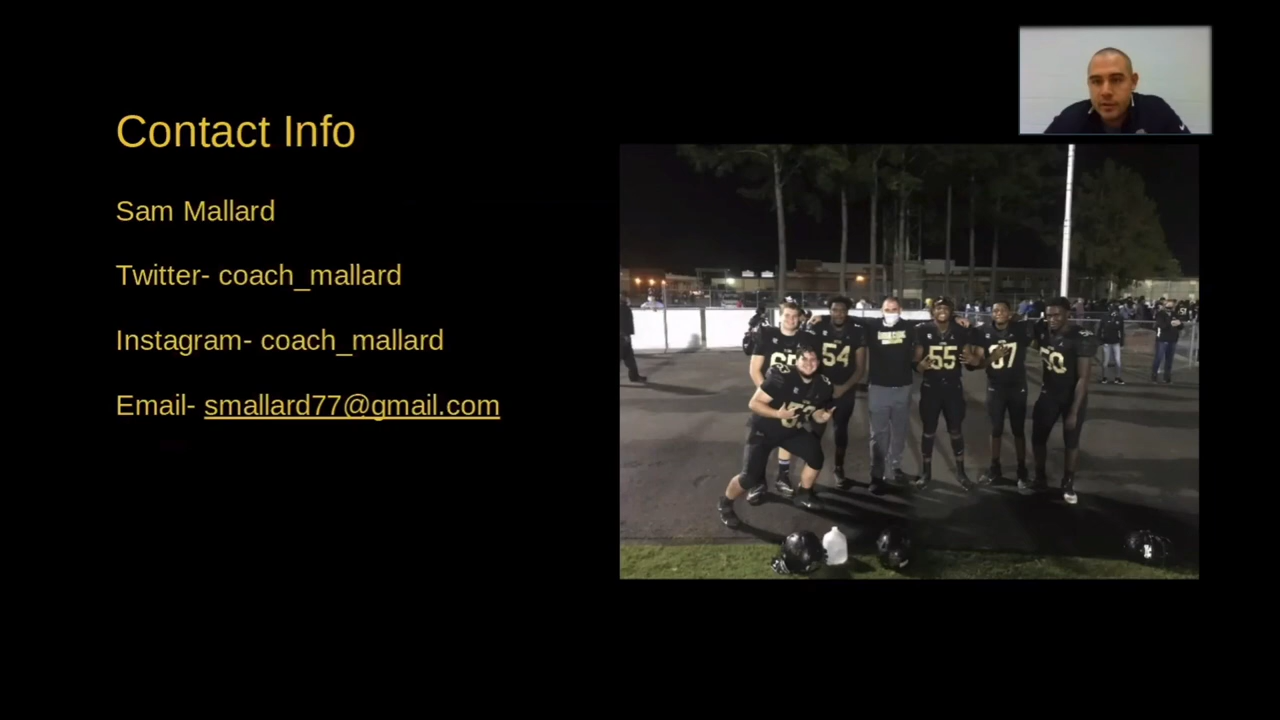 Contact Info
Sam Mallard
Twitter- coach_mallard
Instagram- coach_mallard
Email- smallard77@gmail.com
54
55